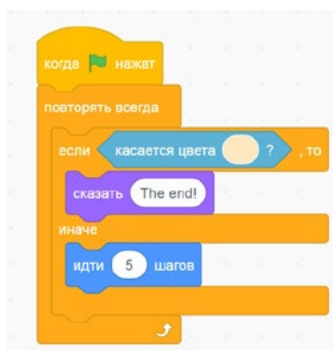 когда нажат
повторять всегда
если касается цвета ? , то
сказать The end!
иначе
идти 5 шагов